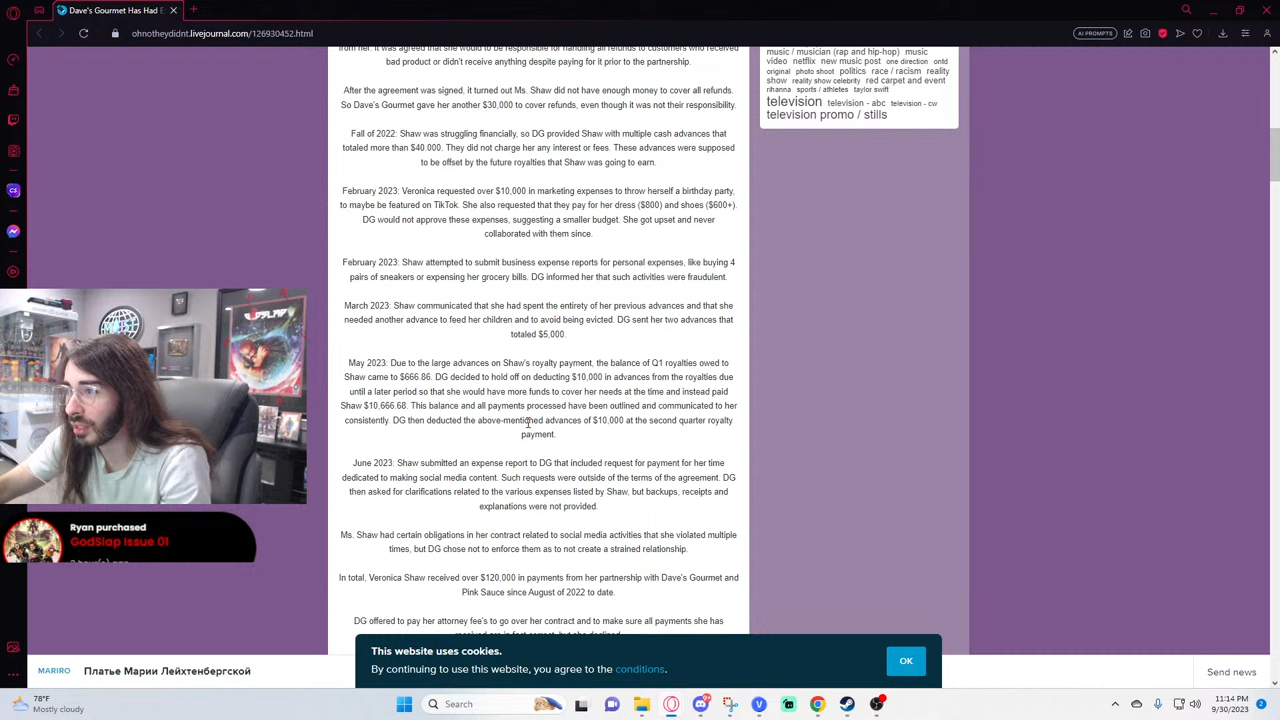 Dave's Gourmet Has Had E
ohnotheydidnt.livejournal.com/126930452.html
AI PROMPTS
from her. It was agreed that she would be responsible for handling all refunds to customers who received
bad product or didn't receive anything despite paying for it prior to the partnership.
After the agreement was signed, it turned out Ms. Shaw did not have enough money to cover all refunds.
So Dave's Gourmet gave her another $30,000 to cover refunds, even though it was not their responsibility.
Fall of 2022: Shaw was struggling financially, so DG provided Shaw with multiple cash advances that
totaled more than $40.000. They did not charge her any interest or fees. These advances were supposed
to be offset by the future royalties that Shaw was going to earn.
February 2023: Veronica requested over $10,000 in marketing expenses to throw herself a birthday party,
to maybe be featured on TikTok. She also requested that they pay for her dress ($800) and shoes ($600+).
DG would not approve these expenses, suggesting a smaller budget. She got upset and never
collaborated with them since.
February 2023: Shaw attempted to submit business expense reports for personal expenses, like buying 4
pairs of sneakers or expensing her grocery bills. DG informed her that such activities were fraudulent.
March 2023: Shaw communicated that she had spent the entirety of her previous advances and that she
needed another advance to feed her children and to avoid being evicted. DG sent her two advances that
totaled $5,000.
May 2023: Due to the large advances on Shaw's royalty payment, the balance of Q1 royalties owed to
Shaw came to $666.86. DG decided to hold off on deducting $10,000 in advances from the royalties due
until a later period so that she would have more funds to cover her needs at the time and instead paid
Shaw $10,666.68. This balance and all payments processed have been outlined and communicated to her
consistently. DG then deducted the above-mentioned advances of $10,000 at the second quarter royalty
payment.
June 2023: Shaw submitted an expense report to DG that included request for payment for her time
dedicated to making social media content. Such requests were outside of the terms of the agreement. DG
then asked for clarifications related to the various expenses listed by Shaw, but backups, receipts and
explanations were not provided.
Ms. Shaw had certain obligations in her contract related to social media activities that she violated multiple
times, but DG chose not to enforce them as to not create a strained relationship.
In total, Veronica Shaw received over $120,000 in payments from her partnership with Dave's Gourmet and
Pink Sauce since August of 2022 to date.
DG offered to pay her attorney fee's to go over her contract and to make sure all payments she has
music / musician (rap and hip-hop) music
video netflix new music post one direction ontd
original photo shoot politics race / racism reality
show reality show celebrity red carpet and event
rihanna sports / athletes taylor swift
television television - abc television - cw
television promo / stills
GODSLAP
Ryan purchased
GodSlap Issue 01
This website uses cookies.
By continuing to use this website, you agree to the conditions.
OK
MARIRO Платье Марии Лейхтенбергской
Send news
78°F
Mostly cloudy
Search
11:14 PM
9/30/2023